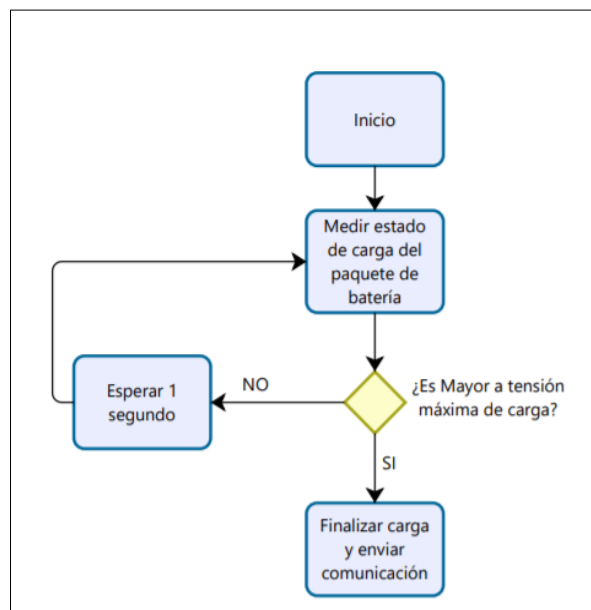 Inicio
Medir estado
de carga del
paquete de
batería
¿Es Mayor a tensión
máxima de carga?
NO
Esperar 1
segundo
SI
Finalizar carga
y enviar
comunicación